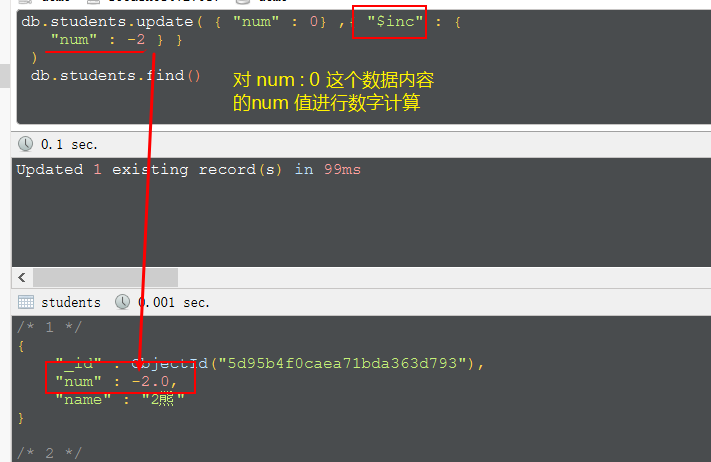 db.students.update( { "num" : 0} ,{ "$inc" : {
"num" : -2 } }
)
db.students.find()
对 num : 0 这个数据内容
的num 值进行数字计算
0.1 sec.
Updated 1 existing record(s) in 99ms
students 0.001 sec.
/* 1 */
{
"_id" : ObjectId("5d95b4f0caea71bda363d793"),
"num" : -2.0,
"name" : "2熊"
}
/* 2 */